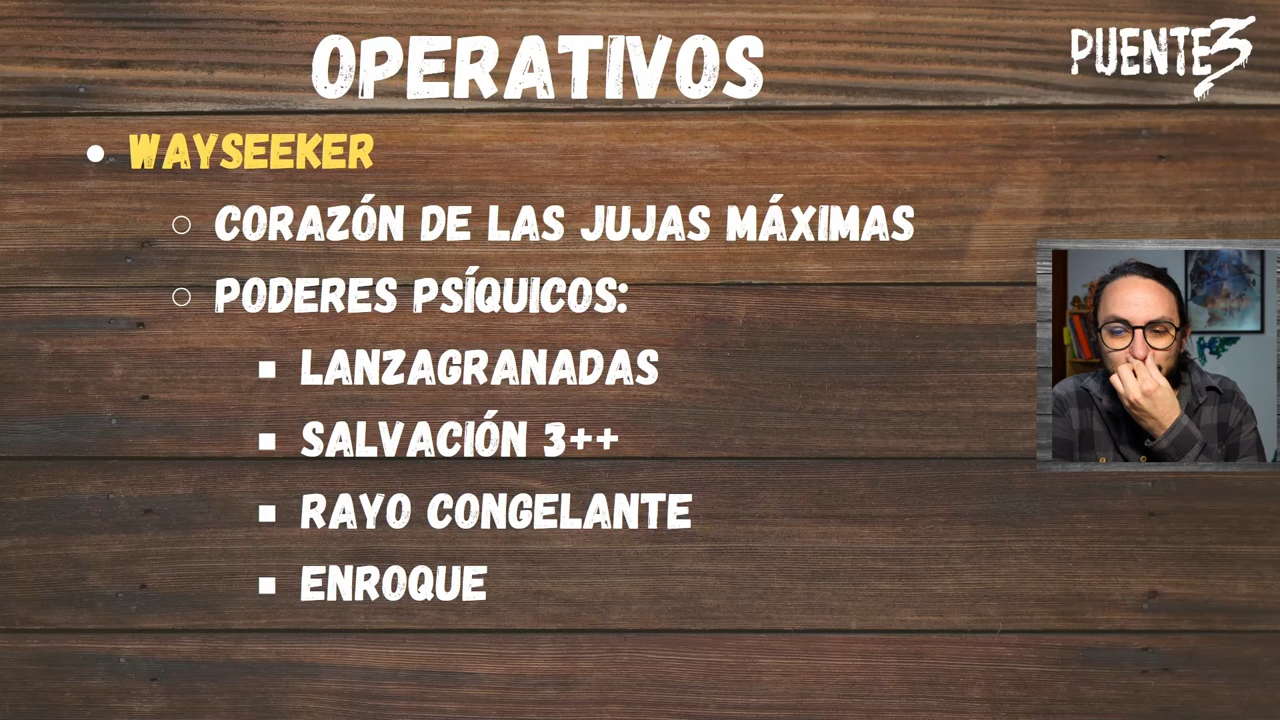 OPERATIVOS
PUENTE3
WAYSEEKER
CORAZÓN DE LAS JUJAS MÁXIMAS
PODERES PSÍQUICOS:
LANZAGRANADAS
SALVACIÓN 3++
RAYO CONGELANTE
ENROQUE